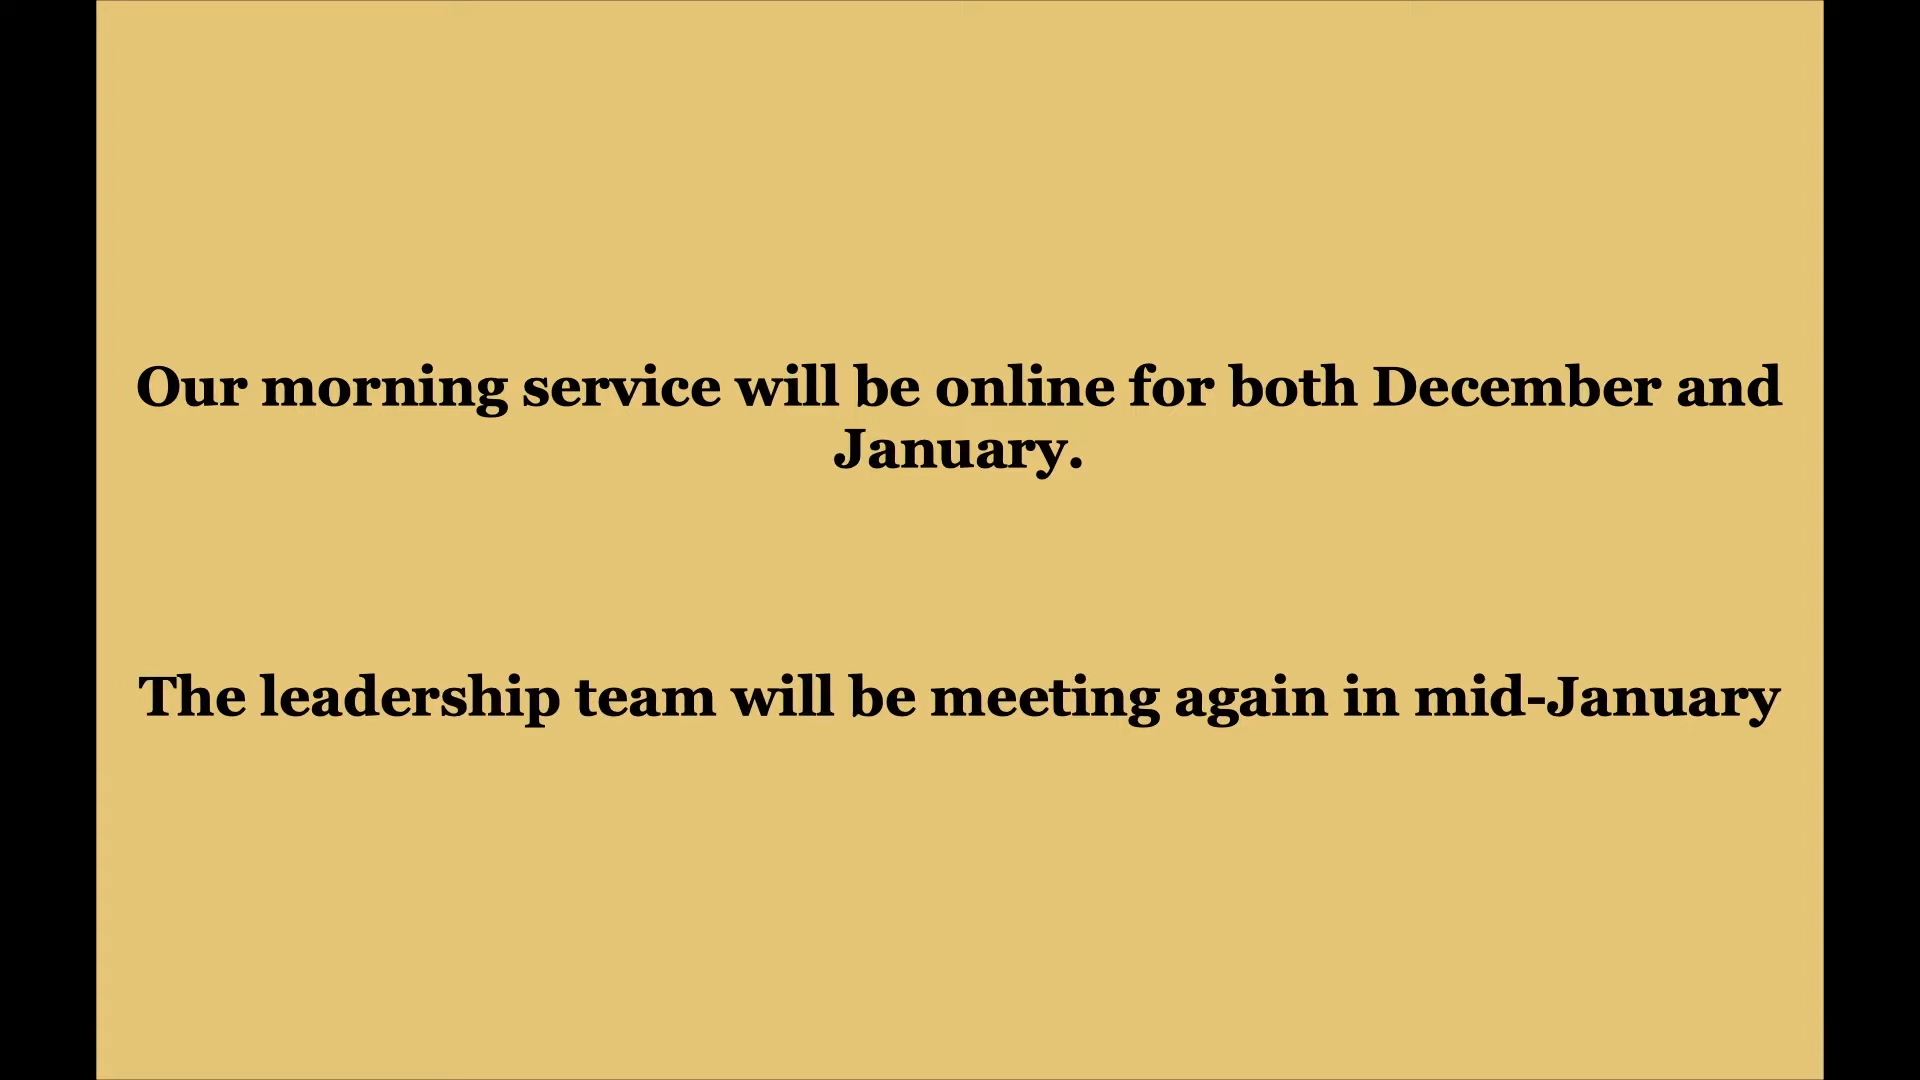 Our morning service will be online for both December and
January.
The leadership team will be meeting again in mid-January